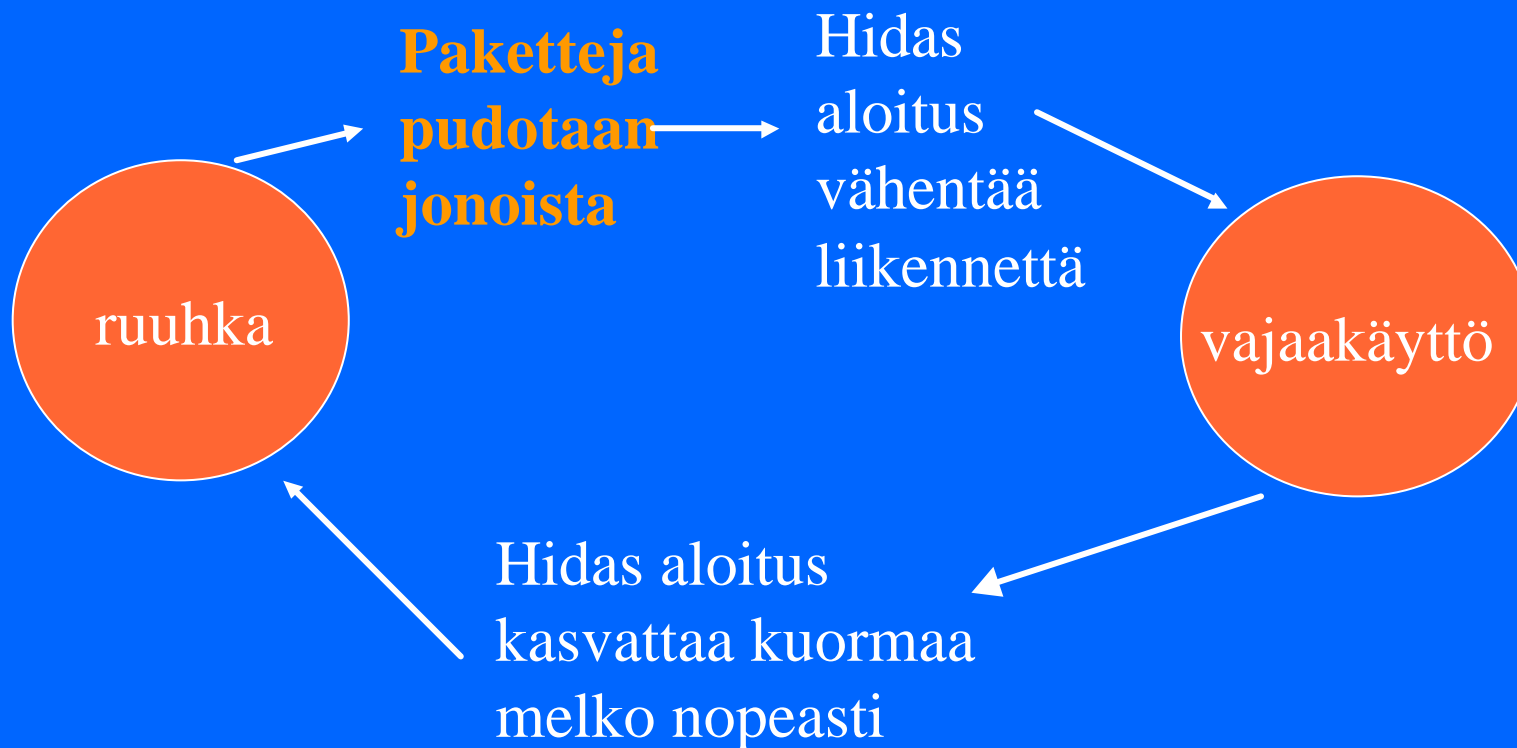 Paketteja
pudotaan
jonoista
Hidas
aloitus
vähentää
liikennettä
ruuhka
vajaakäyttö
Hidas aloitus
kasvattaa kuormaa
melko nopeasti